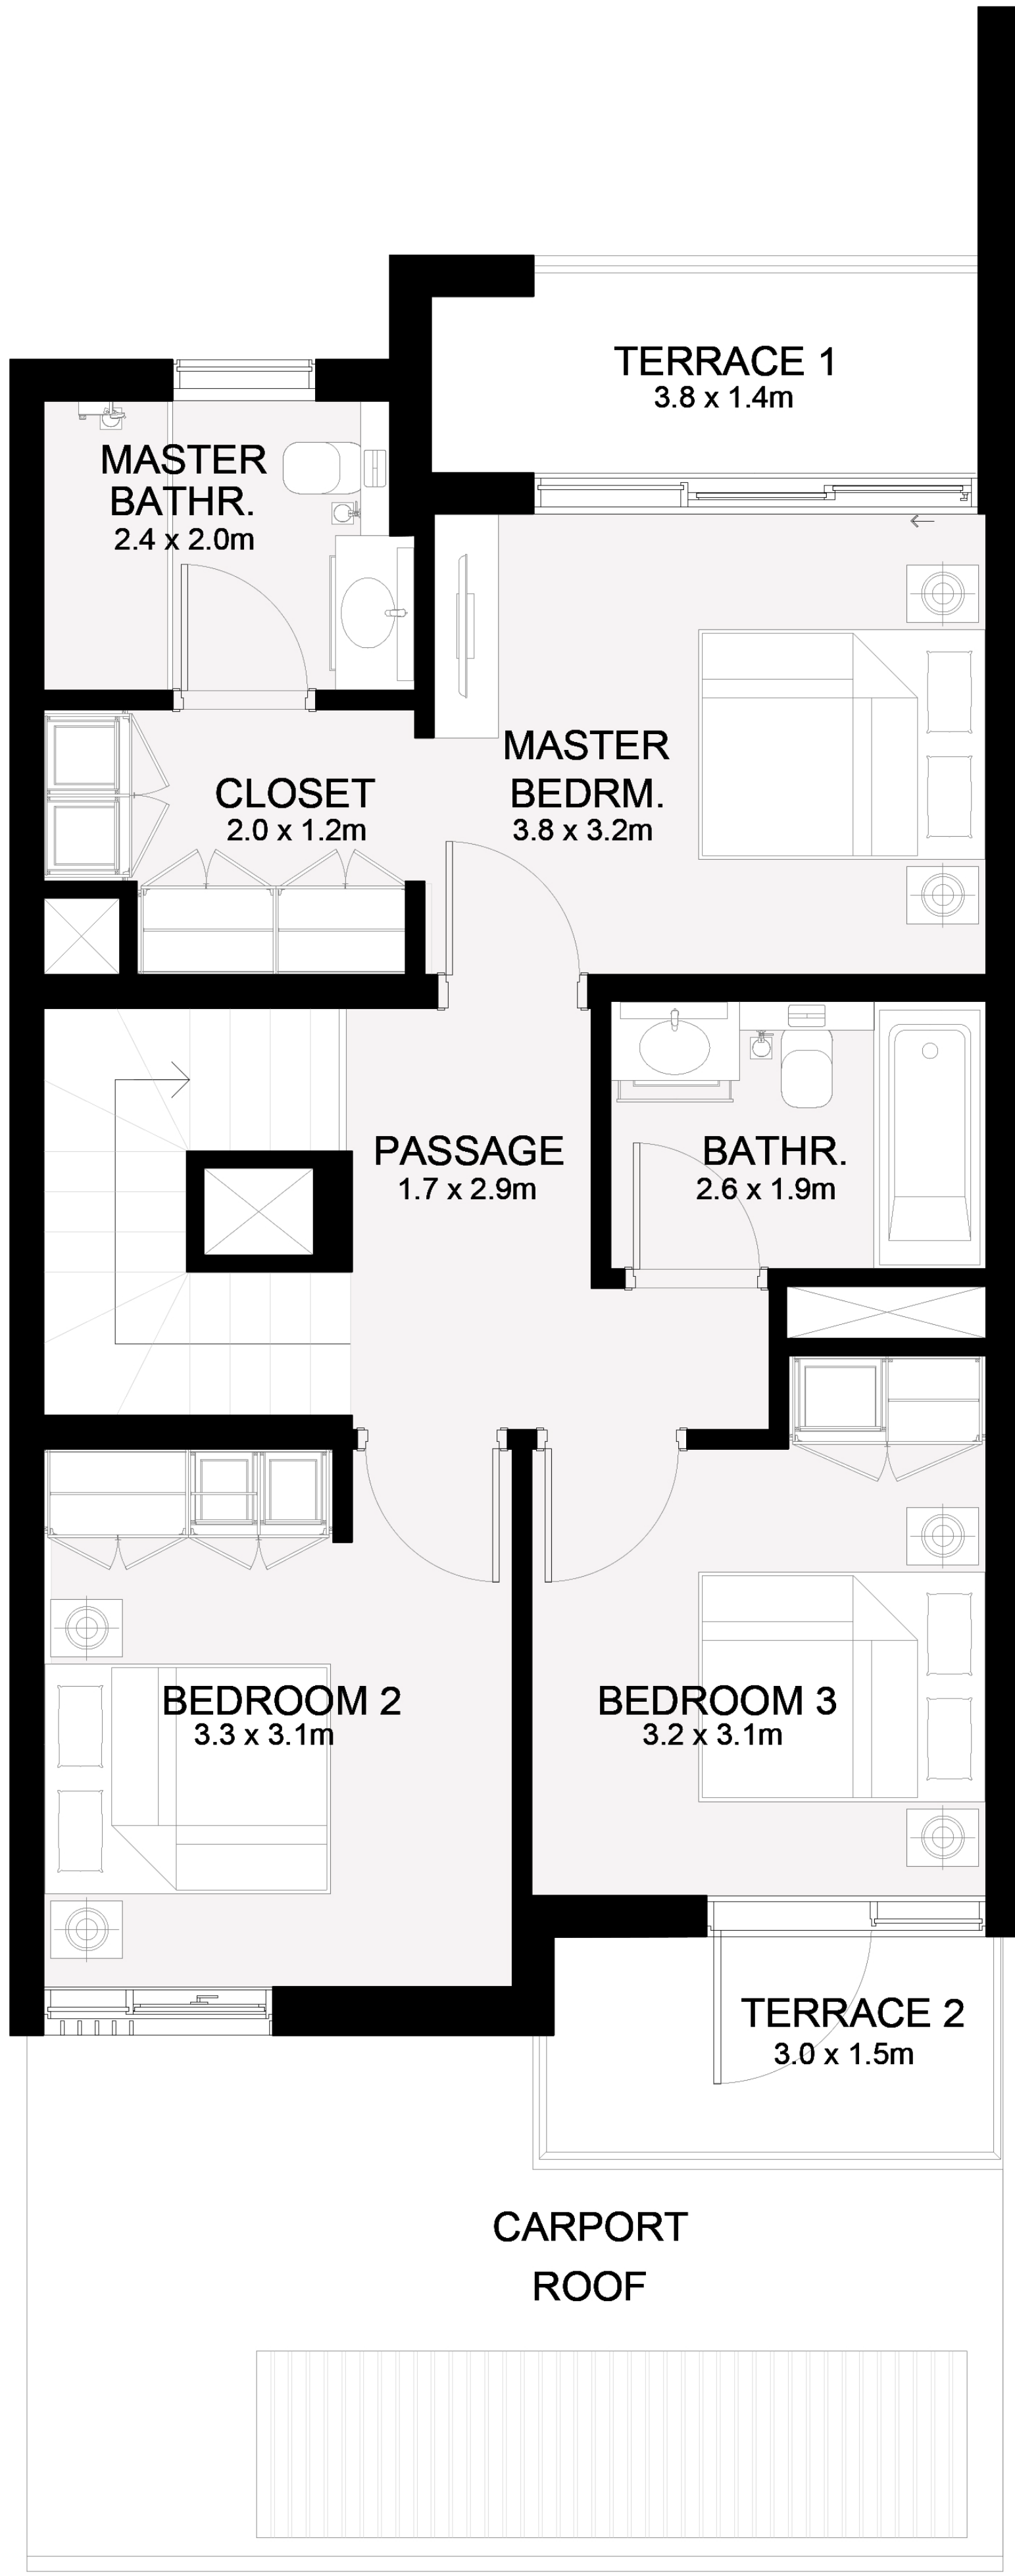 TERRACE 1
3.8 x 1.4m
MASTER
BATHR.
2.4 x 2.0m
MASTER
BEDRM.
3.8 x 3.2m
CLOSET
2.0 x 1.2m
PASSAGE
1.7 x 2.9m
BATHR.
2.6 x 1.9m
BEDROOM 2
3.3 x 3.1m
BEDROOM 3
3.2 x 3.1m
TERRACE 2
3.0 x 1.5m
CARPORT
ROOF